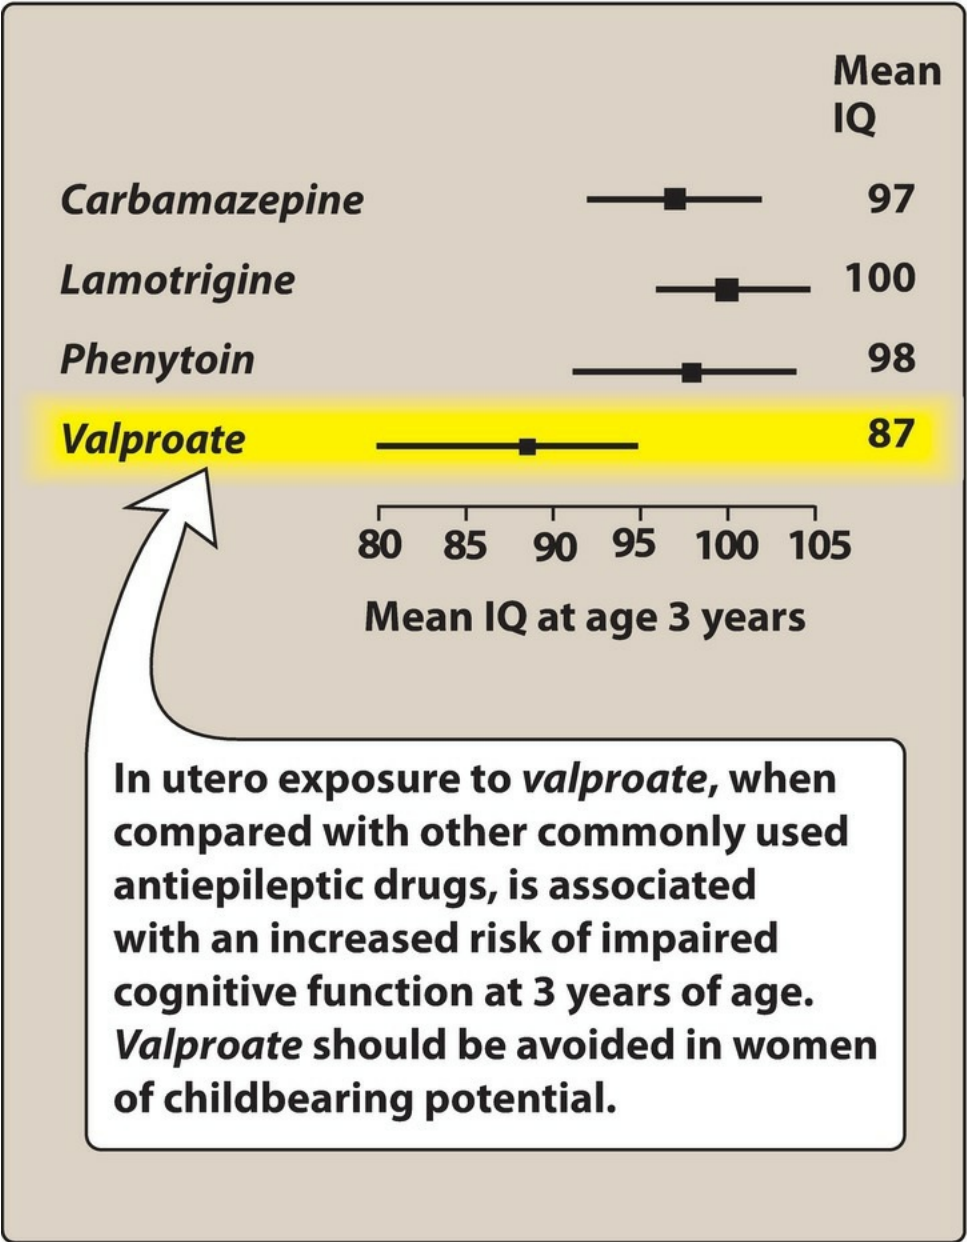 Mean
IQ
Carbamazepine 97
Lamotrigine 100
Phenytoin 98
Valproate 87
80 85 90 95 100 105
Mean IQ at age 3 years
In utero exposure to valproate, when
compared with other commonly used
antiepileptic drugs, is associated
with an increased risk of impaired
cognitive function at 3 years of age.
Valproate should be avoided in women
of childbearing potential.